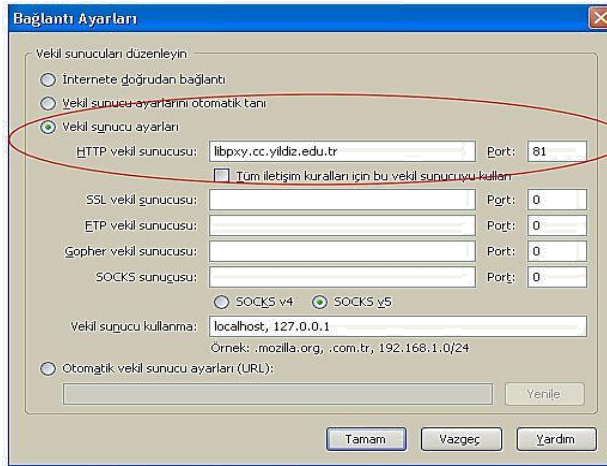 Bağlantı Ayarları
Vekil sunucuları düzenleyin
İnternete doğrudan bağlantı
Vekil sunucu ayarlarını otomatik tanı
Vekil sunucu ayarları
HTTP vekil sunucusu: libpxy.cc.yildiz.edu.tr Port: 81
Tüm iletişim kuralları için bu vekil sunucuyu kullan
SSL vekil sunucusu: Port: 0
FTP vekil sunucusu: Port: 0
Gopher vekil sunucusu: Port: 0
SOCKS sunucusu: Port: 0
SOCKS v4 SOCKS v5
Vekil sunucu kullanma: localhost, 127.0.0.1
Örnek: .mozilla.org, .com.tr, 192.168.1.0/24
Otomatik vekil sunucu ayarları (URL):
Yenile
Tamam Vazgeç Yardım